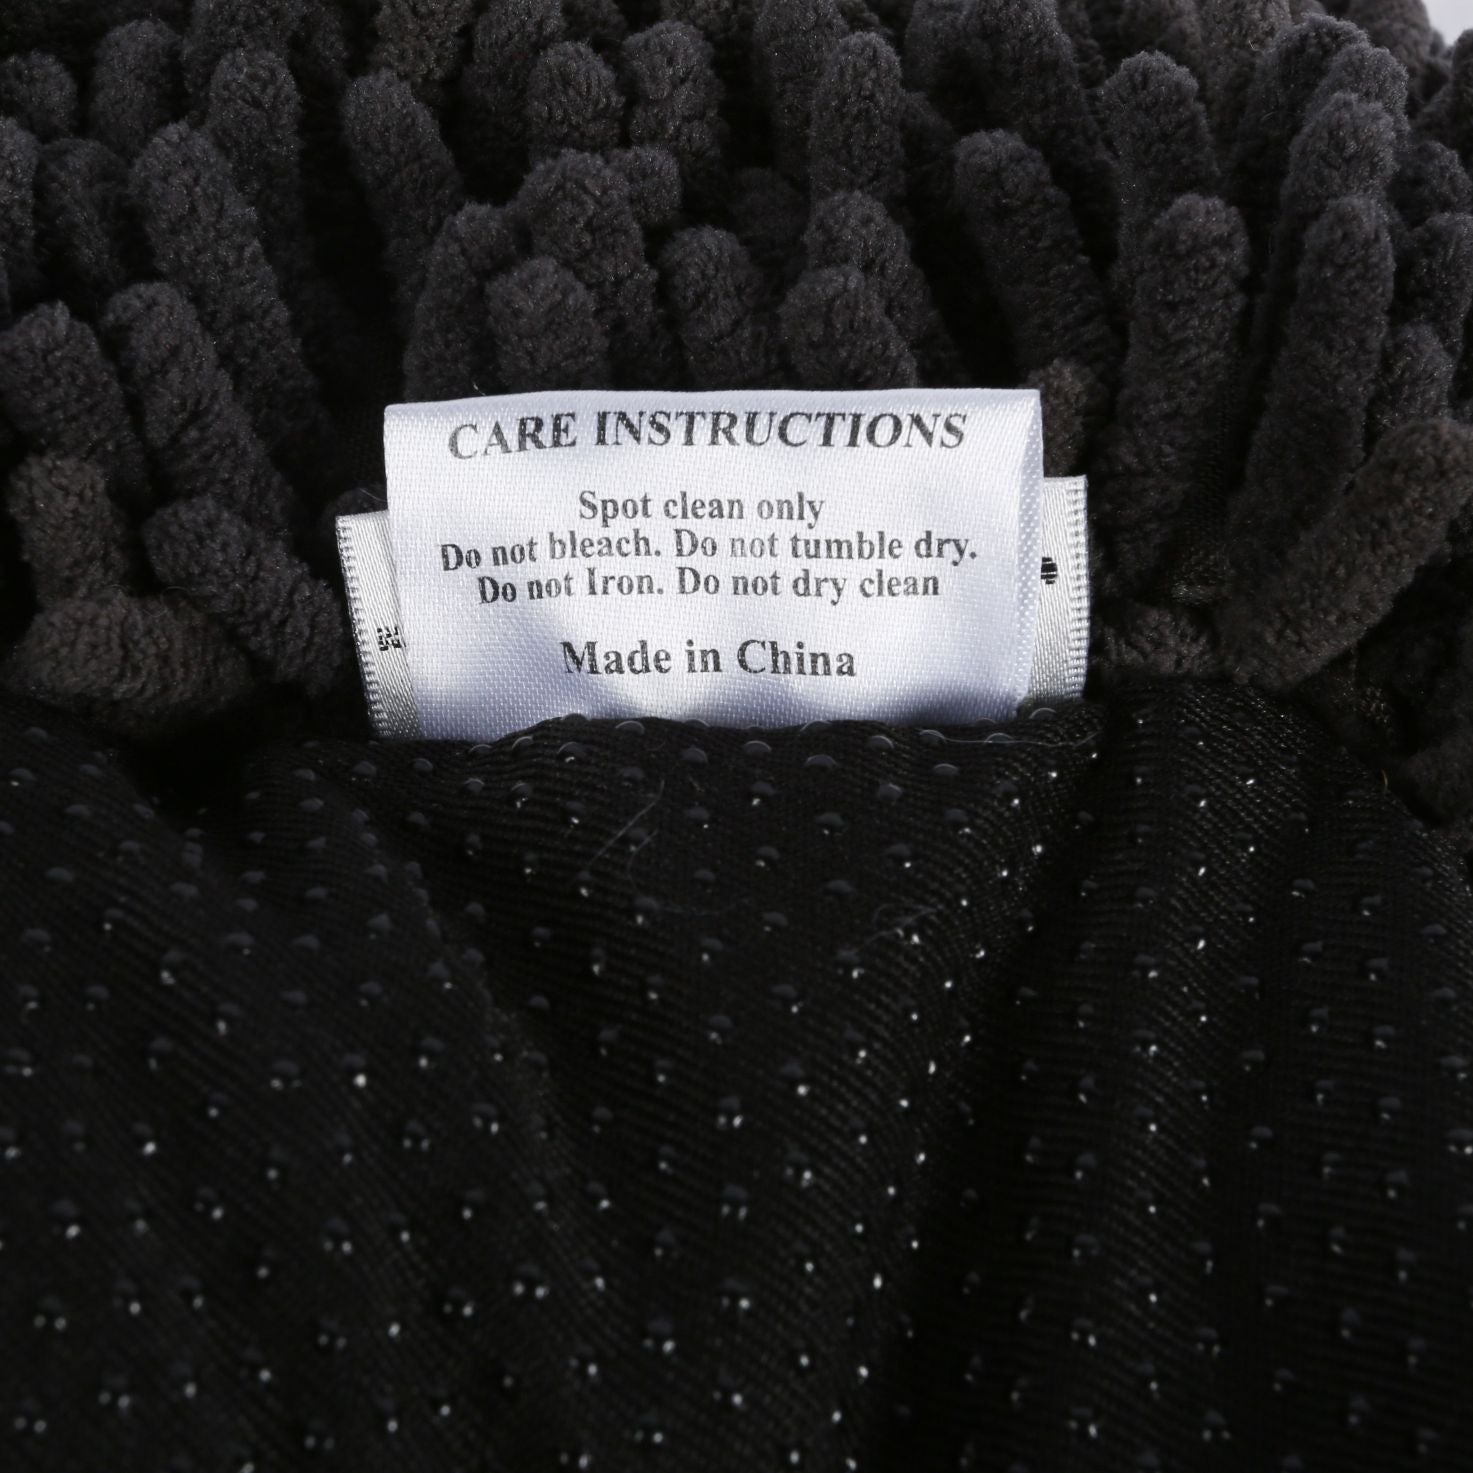 CARE INSTRUCTIONS
Spot clean only
Do not bleach. Do not tumble dry.
Do not Iron. Do not dry clean
Made in China